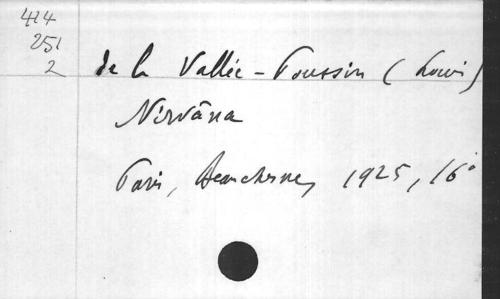 414
251
2
de la Vallée-Poussin (Louis)
Nirvâna
Paris, Beauchesne, 1925, 16°